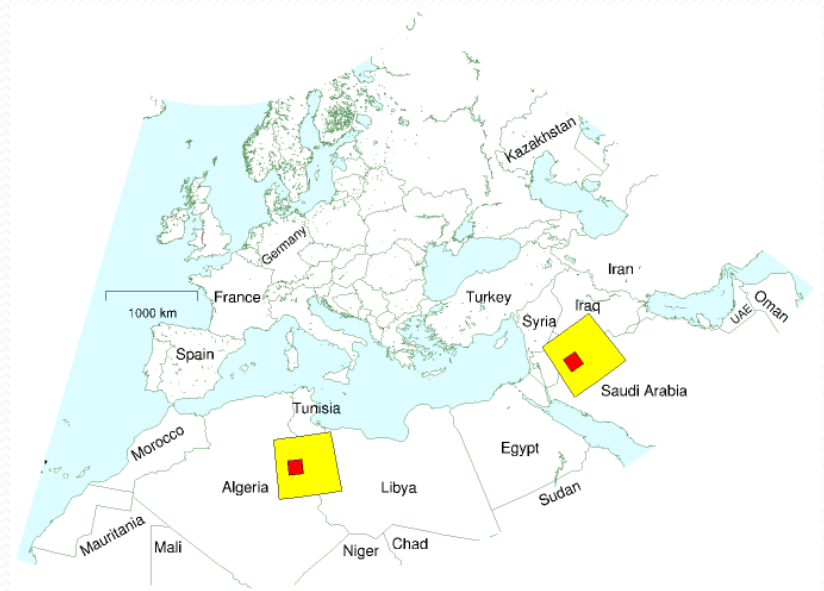 Kazakhstan
Germany
Iran
France
Turkey
Iraq
Oman
UAE
1000 km
Syria
Spain
Saudi Arabia
Tunisia
Morocco
Egypt
Algeria
Libya
Sudan
Mauritania
Mali
Niger
Chad